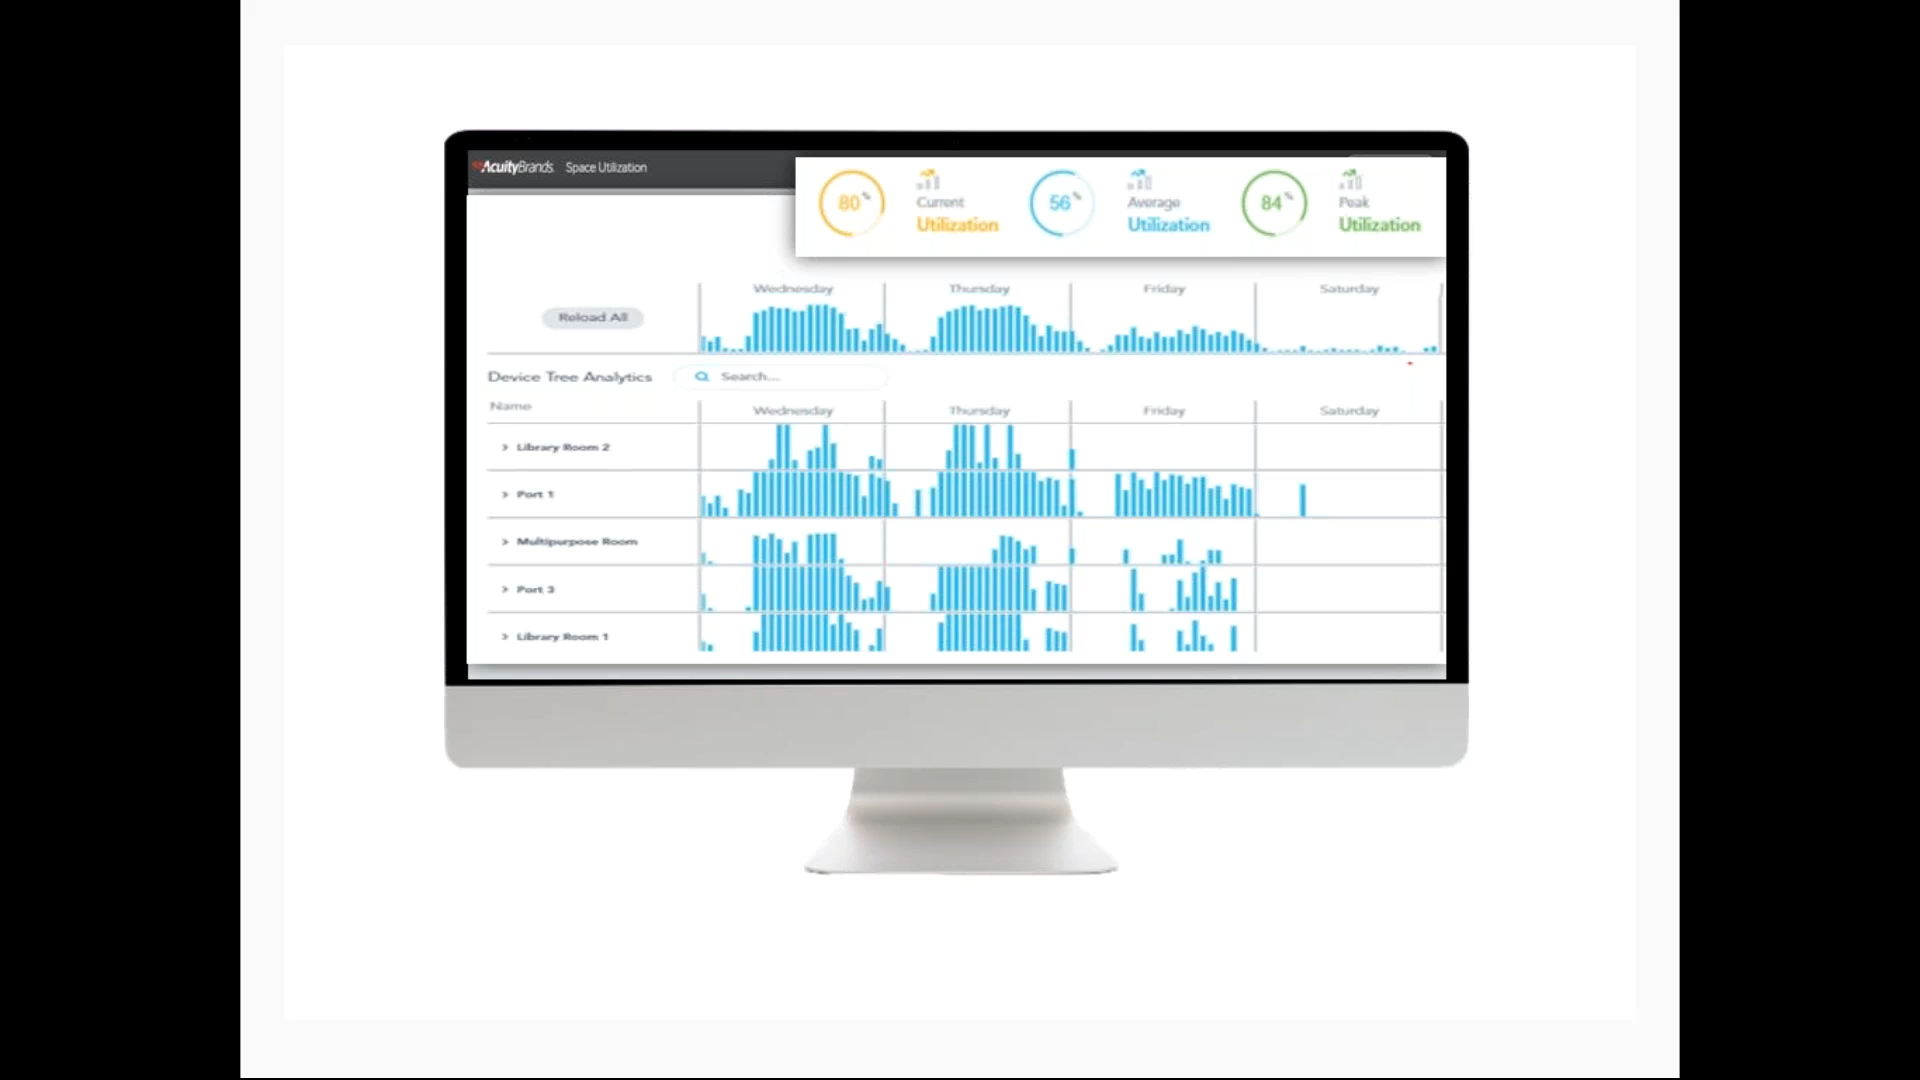 AcuityBrands. Space Utilization
80% Current Utilization
56% Average Utilization
84% Peak Utilization
Wednesday Thursday Friday Saturday
Reload All
Device Tree Analytics Search...
Name Wednesday Thursday Friday Saturday
> Library Room 2
> Port 1
> Multipurpose Room
> Port 3
> Library Room 1